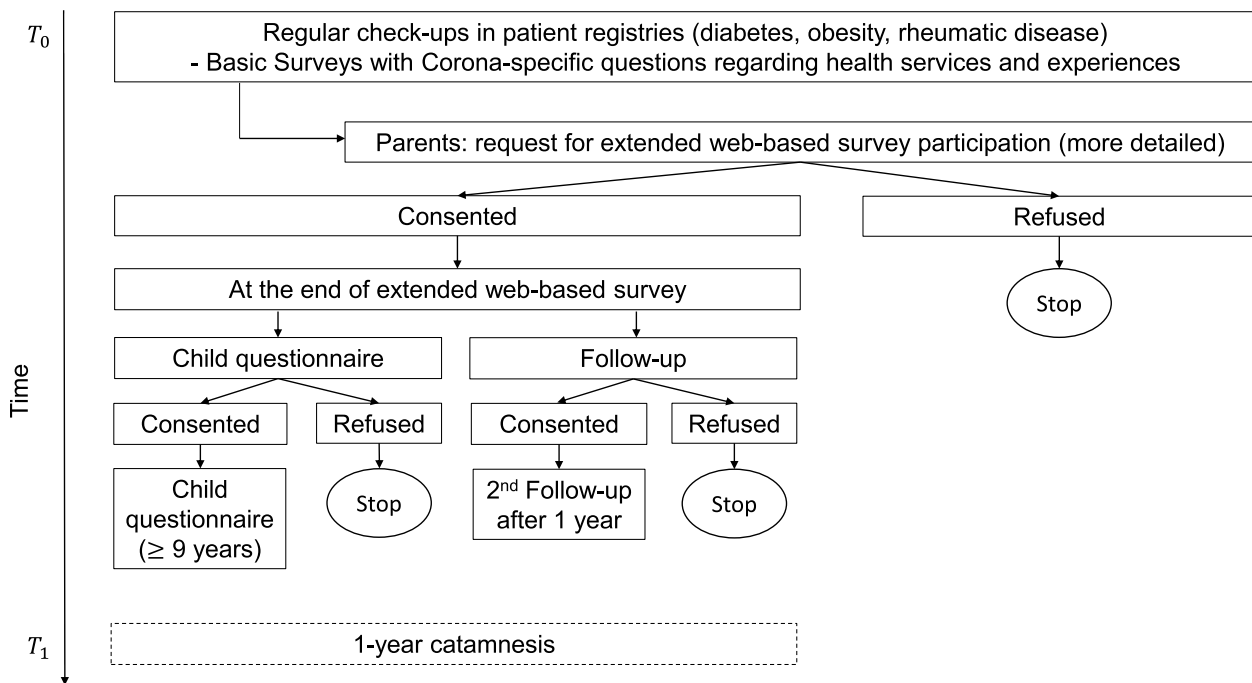 T₀
Regular check-ups in patient registries (diabetes, obesity, rheumatic disease)
- Basic Surveys with Corona-specific questions regarding health services and experiences
Parents: request for extended web-based survey participation (more detailed)
Consented
Refused
At the end of extended web-based survey
Stop
Child questionnaire
Follow-up
Time
Consented
Refused
Consented
Refused
Child
questionnaire
(≥ 9 years)
Stop
2nd Follow-up
after 1 year
Stop
T₁
1-year catamnesis